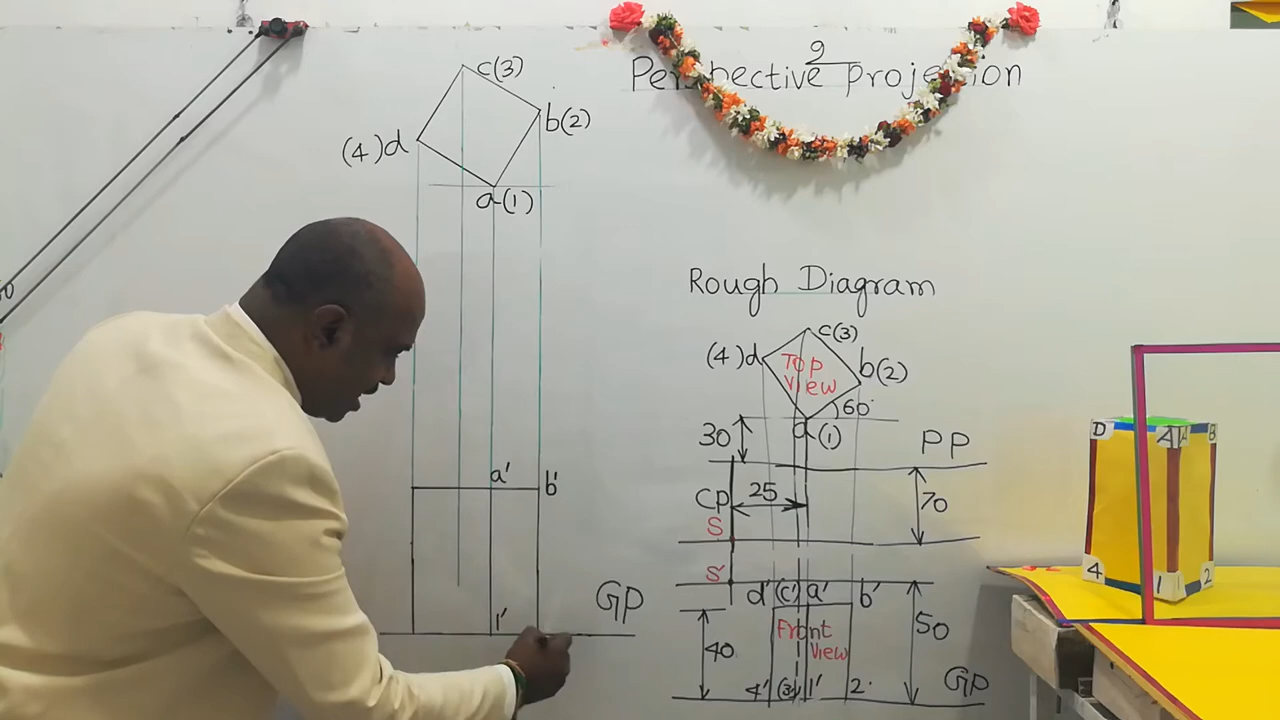 c(3)
b(2)
(4)d
a(1)
a'
b'
1'
GP
2
Perspective projection
Rough Diagram
c(3)
(4)d
Top
View
b(2)
60°
30
a(1)
PP
CP
25
70
S
S'
d' (c') a' b'
Front
View
40
50
4' (3') 1' 2'
GP
D A B
4 1 2